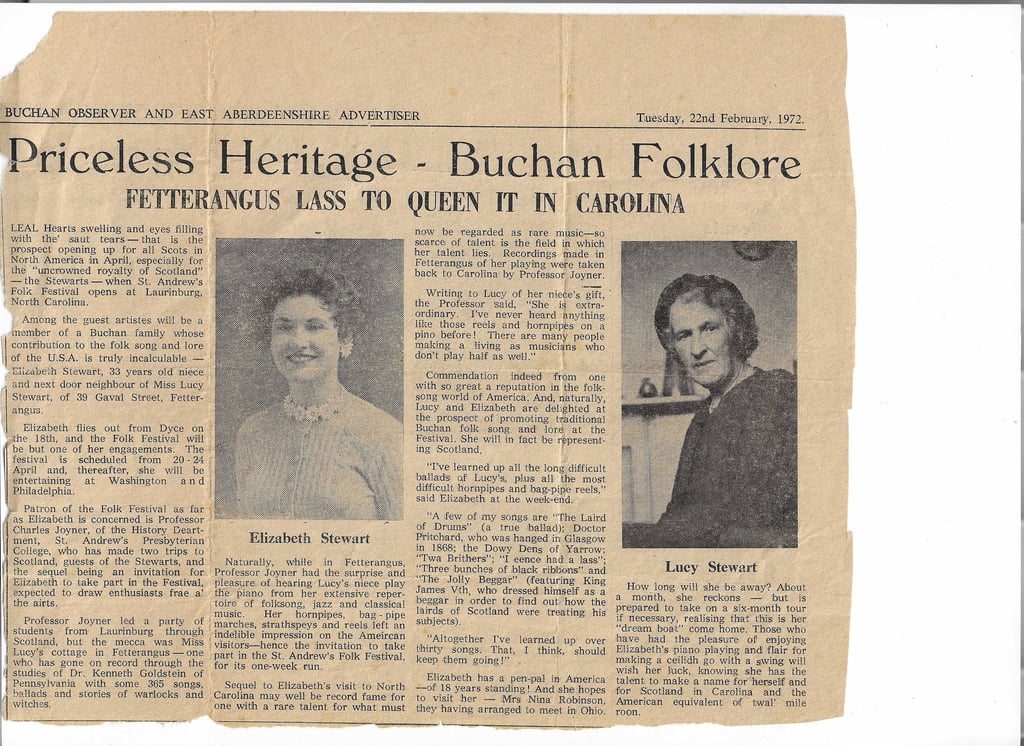 BUCHAN OBSERVER AND EAST ABERDEENSHIRE ADVERTISER
Tuesday, 22nd February, 1972.
Priceless Heritage - Buchan Folklore
FETTERANGUS LASS TO QUEEN IT IN CAROLINA
LEAL Hearts swelling and eyes filling
with the' saut tears — that is the
prospect opening up for all Scots in
North America in April, especially for
the "uncrowned royalty of Scotland"
— the Stewarts — when St. Andrew's
Folk Festival opens at Laurinburg,
North Carolina.
Among the guest artistes will be a
member of a Buchan family whose
contribution to the folk song and lore
of the U.S.A. is truly incalculable —
Elizabeth Stewart, 33 years old niece
and next door neighbour of Miss Lucy
Stewart, of 39 Gaval Street, Fetter-
angus.
Elizabeth flies out from Dyce on
the 18th, and the Folk Festival will
be but one of her engagements. The
festival is scheduled from 20-24
April and, thereafter, she will be
entertaining at Washington and
Philadelphia.
Patron of the Folk Festival as far
as Elizabeth is concerned is Professor
Charles Joyner, of the History Deart-
ment, St. Andrew's Presbyterian
College, who has made two trips to
Scotland, guests of the Stewarts, and
the sequel being an invitation for
Elizabeth to take part in the Festival,
expected to draw enthusiasts frae a'
the airts.
Professor Joyner led a party of
students from Laurinburg through
Scotland, but the mecca was Miss
Lucy's cottage in Fetterangus — one
who has gone on record through the
studies of Dr. Kenneth Goldstein of
Pennsylvania with some 365 songs,
ballads and stories of warlocks and
witches.
Elizabeth Stewart
Naturally, while in Fetterangus,
Professor Joyner had the surprise and
pleasure of hearing Lucy's niece play
the piano from her extensive reper-
toire of folksong, jazz and classical
music. Her hornpipes, bag-pipe
marches, strathspeys and reels left an
indelible impression on the Ameircan
visitors—hence the invitation to take
part in the St. Andrew's Folk Festival,
for its one-week run.
Sequel to Elizabeth's visit to North
Carolina may well be record fame for
one with a rare talent for what must
now be regarded as rare music—so
scarce of talent is the field in which
her talent lies. Recordings made in
Fetterangus of her playing were taken
back to Carolina by Professor Joyner.
Writing to Lucy of her niece's gift,
the Professor said, "She is extra-
ordinary. I've never heard anything
like those reels and hornpipes on a
pino before! There are many people
making a living as musicians who
don't play half as well."
Commendation indeed from one
with so great a reputation in the folk-
song world of America. And, naturally,
Lucy and Elizabeth are delighted at
the prospect of promoting traditional
Buchan folk song and lore at the
Festival. She will in fact be represent-
ing Scotland.
"I've learned up all the long difficult
ballads of Lucy's, plus all the most
difficult hornpipes and bag-pipe reels,"
said Elizabeth at the week-end.
"A few of my songs are "The Laird
of Drums" (a true ballad); Doctor
Pritchard, who was hanged in Glasgow
in 1868; the Dowy Dens of Yarrow;
"Twa Brithers"; "I eence had a lass";
"Three bunches of black ribbons" and
"The Jolly Beggar" (featuring King
James Vth, who dressed himself as a
beggar in order to find out how the
lairds of Scotland were treating his
subjects).
"Altogether I've learned up over
thirty songs. That, I think, should
keep them going!"
Elizabeth has a pen-pal in America
—of 18 years standing! And she hopes
to visit her — Mrs Nina Robinson,
they having arranged to meet in Ohio.
Lucy Stewart
How long will she be away? About
a month, she reckons — but is
prepared to take on a six-month tour
if necessary, realising that this is her
"dream boat" come home. Those who
have had the pleasure of enjoying
Elizabeth's piano playing and flair for
making a ceilidh go with a swing will
wish her luck, knowing she has the
talent to make a name for herself and
for Scotland in Carolina and the
American equivalent of twal' mile
roon.